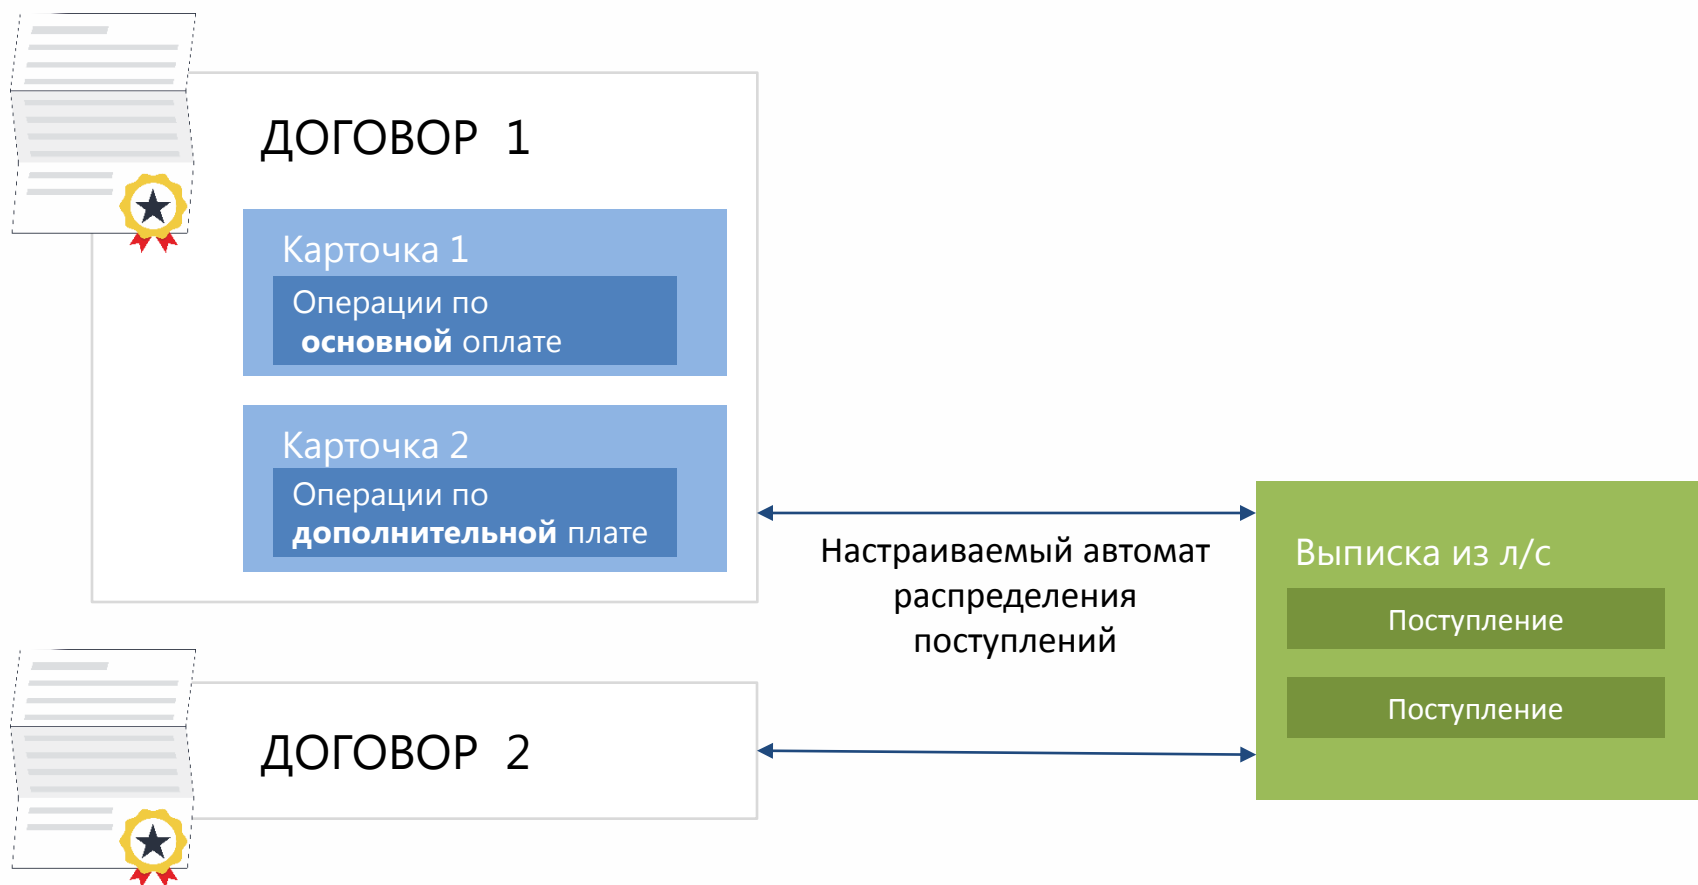 ДОГОВОР 1
Карточка 1
Операции по
основной оплате
Карточка 2
Операции по
дополнительной плате
Настраиваемый автомат
распределения
поступлений
Выписка из л/с
Поступление
Поступление
ДОГОВОР 2